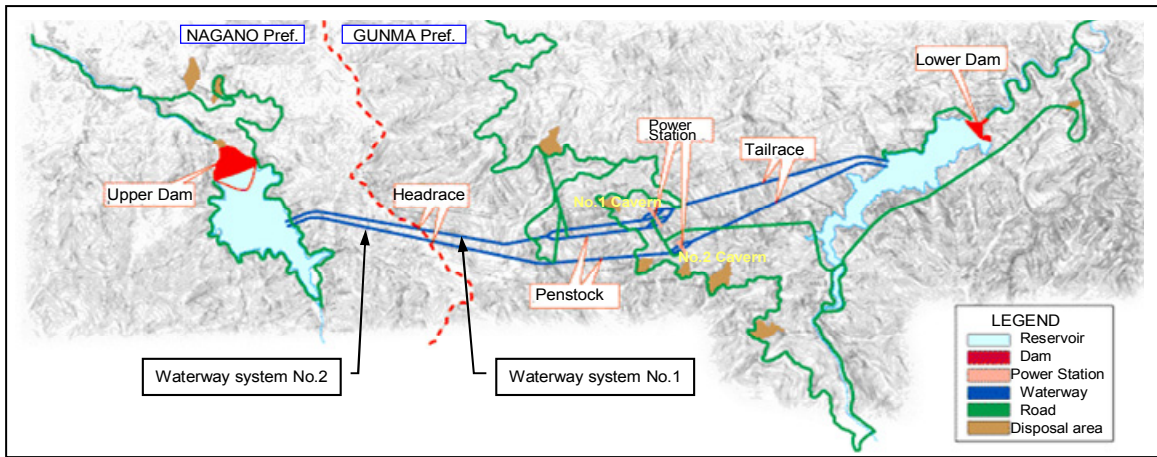 NAGANO Pref.
GUNMA Pref.
Lower Dam
Power
Station
Tailrace
Upper Dam
Headrace
No.1 Cavern
No.2 Cavern
Penstock
Waterway system No.2
Waterway system No.1
LEGEND
Reservoir
Dam
Power Station
Waterway
Road
Disposal area